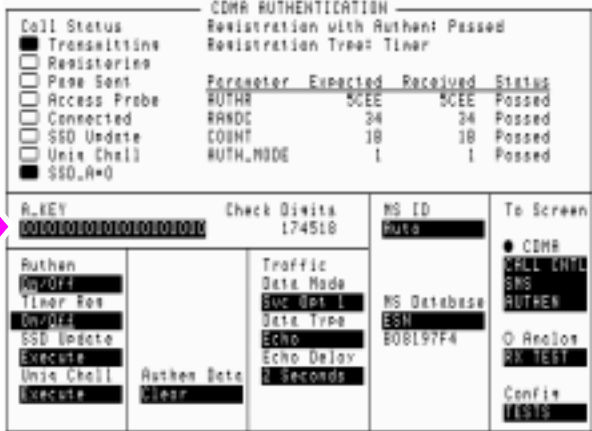 CDMA AUTHENTICATION
Call Status
Registration with Authen: Passed
Transmitting
Registration Type: Timer
Registering
Page Sent
Parameter Expected Received Status
Access Probe
AUTHR 5CEE 5CEE Passed
Connected
RANDC 34 34 Passed
SSD Update
COUNT 18 18 Passed
Uniq Chall
AUTH_MODE 1 1 Passed
SSD_A=0
A_KEY
Check Digits
174518
MS ID
Auto
To Screen
CDMA
CALL CNTL
SMS
AUTHEN
Analog
RX TEST
Config
TESTS
Authen
On/Off
Timer Reg
On/Off
SSD Update
Execute
Uniq Chall
Execute
Authen Data
Clear
Traffic
Data Mode
Svc Opt 1
Data Type
Echo
Echo Delay
2 Seconds
MS Database
ESN
B08197F4